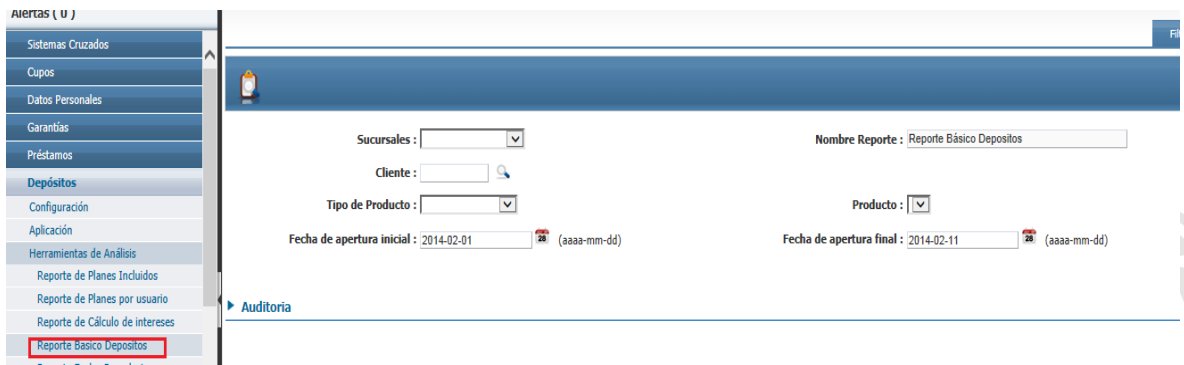 Alertas ( 0 )
Sistemas Cruzados
Cupos
Datos Personales
Garantías
Préstamos
Depósitos
Configuración
Aplicación
Herramientas de Análisis
Reporte de Planes Incluidos
Reporte de Planes por usuario
Reporte de Cálculo de intereses
Reporte Basico Depositos
Sucursales :
Nombre Reporte : Reporte Básico Depositos
Cliente :
Tipo de Producto :
Producto :
Fecha de apertura inicial : 2014-02-01 28 (aaaa-mm-dd)
Fecha de apertura final : 2014-02-11 28 (aaaa-mm-dd)
Auditoria